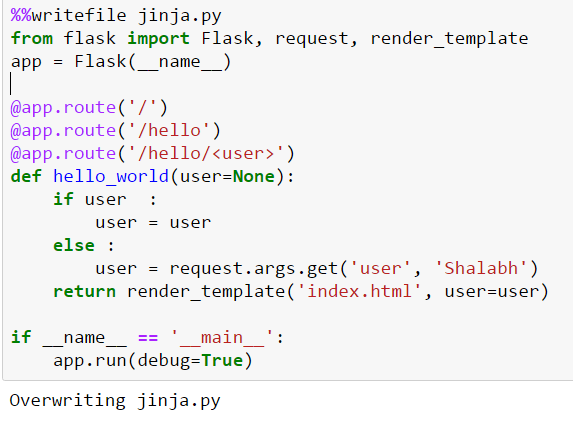 %%writefile jinja.py
from flask import Flask, request, render_template
app = Flask(__name__)
@app.route('/')
@app.route('/hello')
@app.route('/hello/<user>')
def hello_world(user=None):
    if user  :
        user = user
    else :
        user = request.args.get('user', 'Shalabh')
    return render_template('index.html', user=user)
if __name__ == '__main__':
    app.run(debug=True)
Overwriting jinja.py